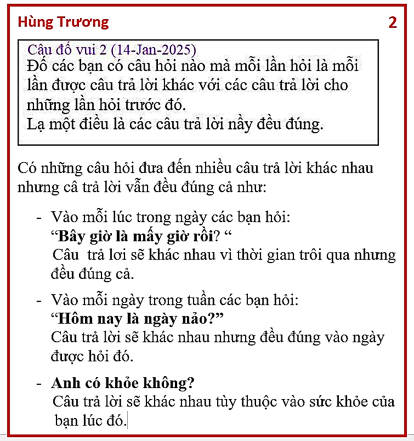 Hùng Trương 2
Câu đố vui 2 (14-Jan-2025)
Đố các bạn có câu hỏi nào mà mỗi lần hỏi là mỗi
lần được câu trả lời khác với các câu trả lời cho
những lần hỏi trước đó.
Lạ một điều là các câu trả lời nầy đều đúng.
Có những câu hỏi đưa đến nhiều câu trả lời khác nhau
nhưng câ trả lời vẫn đều đúng cả như:
- Vào mỗi lúc trong ngày các bạn hỏi:
“Bây giờ là mấy giờ rồi? “
Câu trả lơi sẽ khác nhau vì thời gian trôi qua nhưng
đều đúng cả.
- Vào mỗi ngày trong tuần các bạn hỏi:
“Hôm nay là ngày nảo?”
Câu trả lời sẽ khác nhau nhưng đều đúng vào ngày
được hỏi đó.
- Anh có khỏe không?
Câu trả lời sẽ khác nhau tùy thuộc vào sức khỏe của
bạn lúc đó.